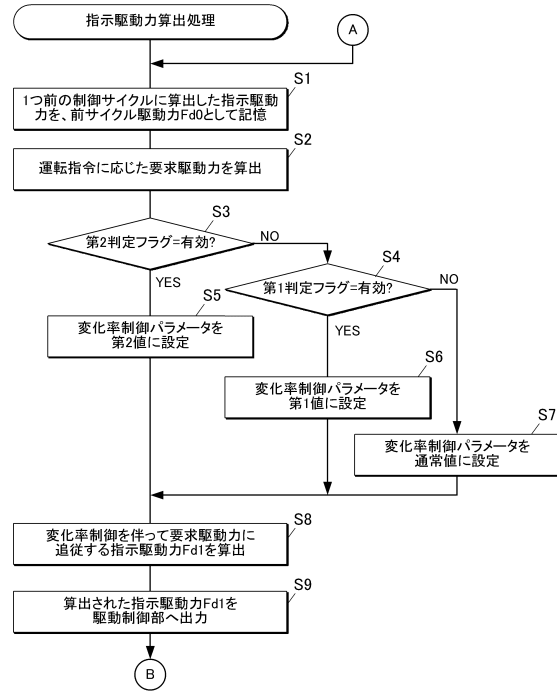 指示駆動力算出処理
A
S1
1つ前の制御サイクルに算出した指示駆動
力を、前サイクル駆動力Fd0として記憶
S2
運転指令に応じた要求駆動力を算出
S3
第2判定フラグ=有効?
NO
YES
S4
第1判定フラグ=有効?
NO
YES
S5
変化率制御パラメータを
第2値に設定
S6
変化率制御パラメータを
第1値に設定
S7
変化率制御パラメータを
通常値に設定
S8
変化率制御を伴って要求駆動力に
追従する指示駆動力Fd1を算出
S9
算出された指示駆動力Fd1を
駆動制御部へ出力
B